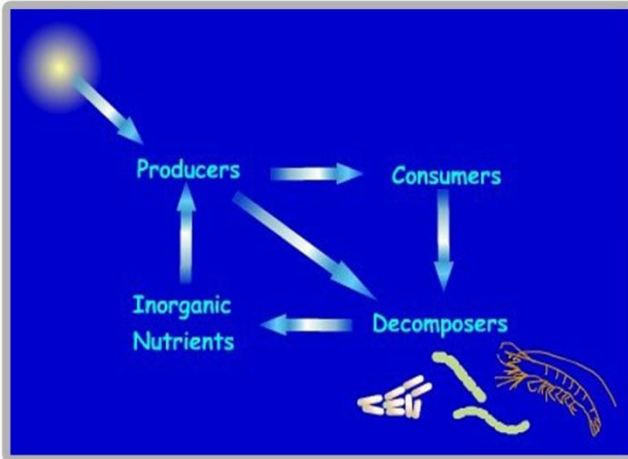 Producers
Consumers
Inorganic
Nutrients
Decomposers